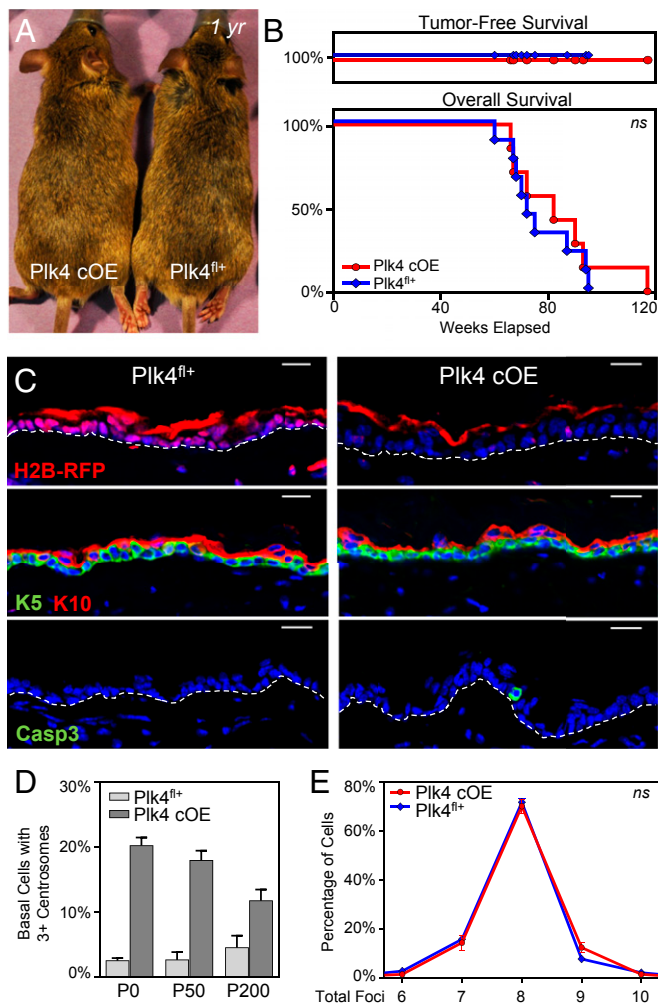 A
1 yr
Plk4 cOE
Plk4fl+
B
Tumor-Free Survival
100%
Overall Survival
100%
ns
50%
Plk4 cOE
Plk4fl+
0%
0 40 80 120
Weeks Elapsed
C
Plk4fl+
Plk4 cOE
H2B-RFP
K5 K10
Casp3
D
30%
Plk4fl+
Plk4 cOE
20%
10%
0%
Basal Cells with
3+ Centrosomes
P0 P50 P200
E
80%
Plk4 cOE
ns
Plk4fl+
60%
40%
20%
0%
Percentage of Cells
Total Foci 6 7 8 9 10